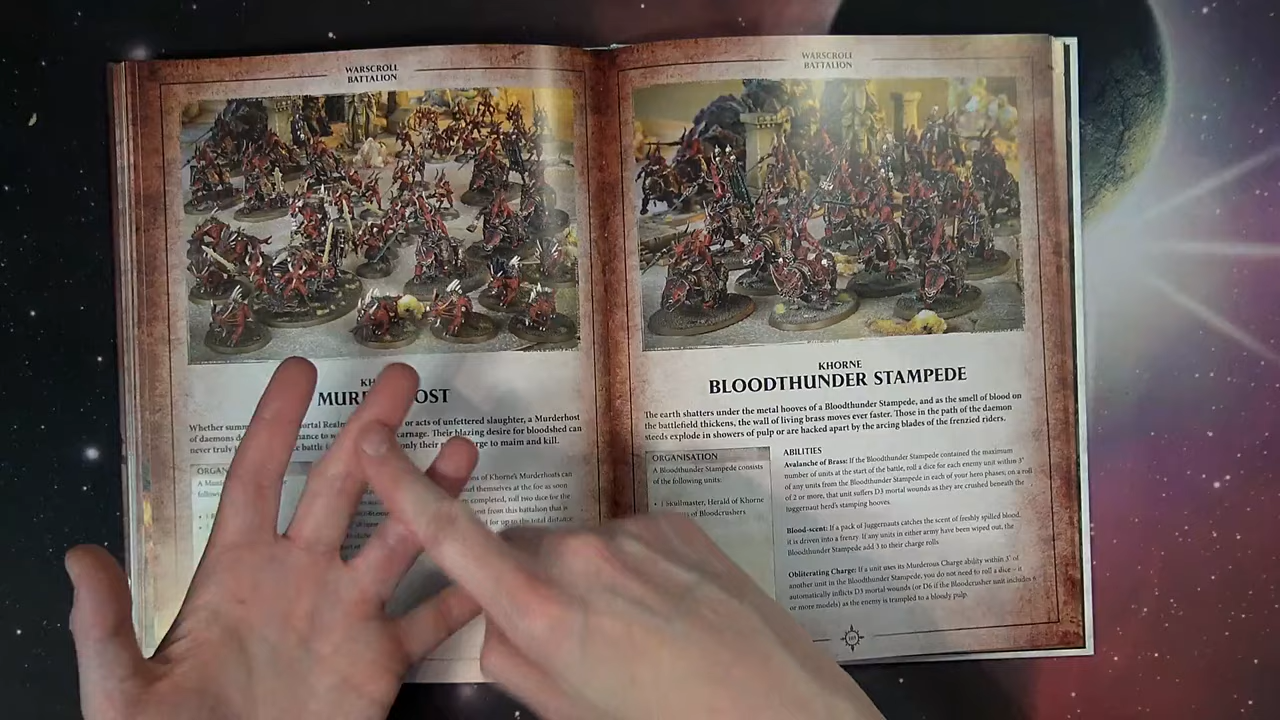 WARSCROLL
BATTALION
KHORNE
MUR OST
Whether or acts of unfettered slaughter, a Murderhost
of daemons carnage. Their blazing desire for bloodshed can
never truly only their to maim and kill.
of Khorne's Murderhosts can
themselves at the foe as soon
completed, roll two dice for the
from this battalion that is
for up to the total distance
WARSCROLL
BATTALION
KHORNE
BLOODTHUNDER STAMPEDE
The earth shatters under the metal hooves of a Bloodthunder Stampede, and as the smell of blood on
the battlefield thickens, the wall of living brass moves ever faster. Those in the path of the daemon
steeds explode in showers of pulp or are hacked apart by the arcing blades of the frenzied riders.
ORGANISATION
A Bloodthunder Stampede consists
of the following units:
• 1 Skullmaster, Herald of Khorne
of Bloodcrushers
ABILITIES
Avalanche of Brass: If the Bloodthunder Stampede contained the maximum
number of units at the start of the battle, roll a dice for each enemy unit within 3"
of any units from the Bloodthunder Stampede in each of your hero phases; on a roll
of 2 or more, that unit suffers D3 mortal wounds as they are crushed beneath the
Juggernaut herd's stamping hooves.
Blood-scent: If a pack of Juggernauts catches the scent of freshly spilled blood,
it is driven into a frenzy. If any units in either army have been wiped out, the
Bloodthunder Stampede add 3 to their charge rolls.
Obliterating Charge: If a unit uses its Murderous Charge ability within 3" of
another unit in the Bloodthunder Stampede, you do not need to roll a dice – it
automatically inflicts D3 mortal wounds (or D6 if the Bloodcrusher unit includes 6
or more models) as the enemy is trampled to a bloody pulp.